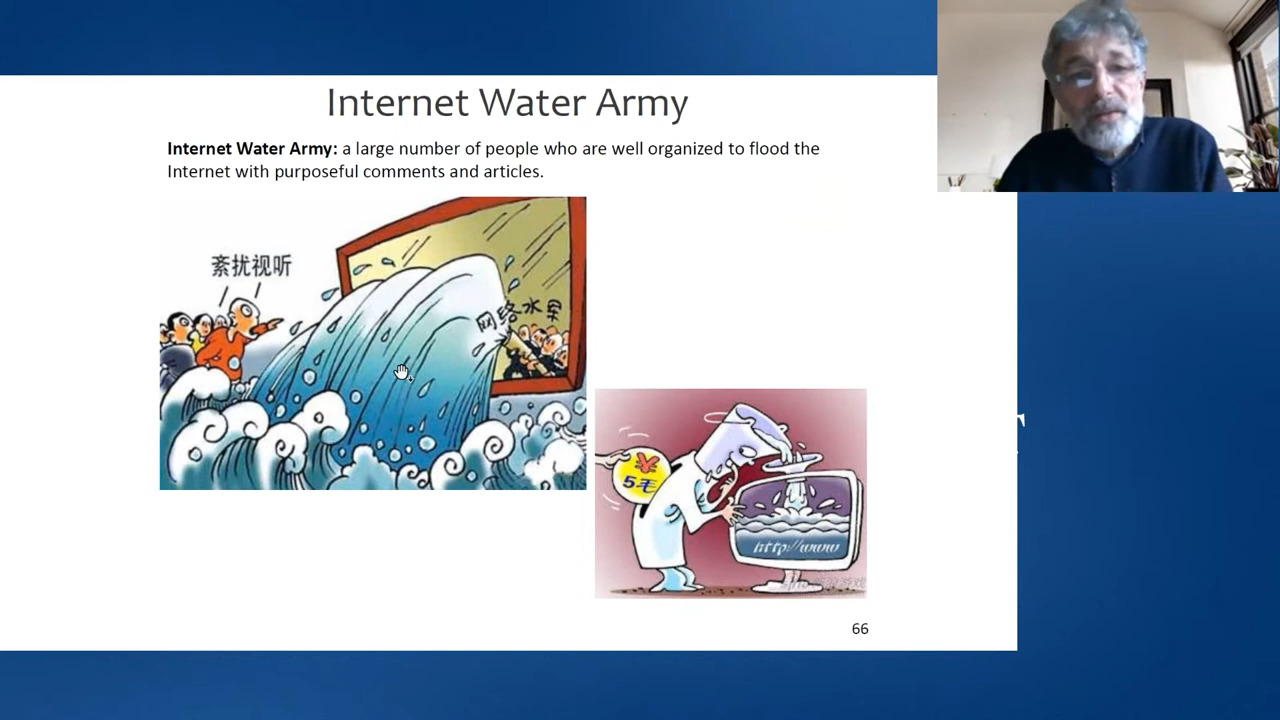 Internet Water Army
Internet Water Army: a large number of people who are well organized to flood the
Internet with purposeful comments and articles.
紊扰视听
网络水军
¥
5毛
http://www
66